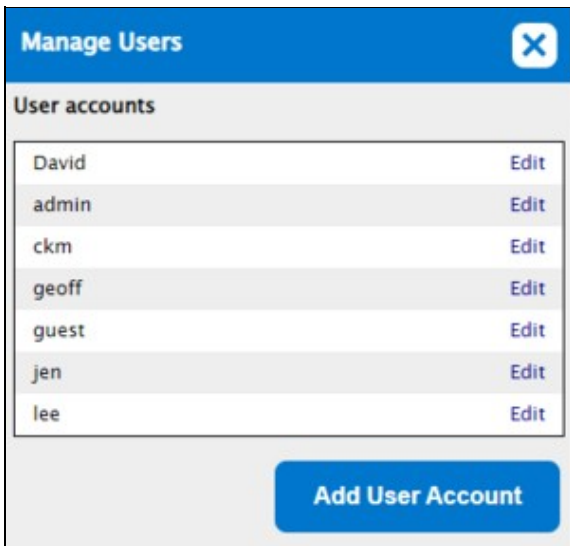 Manage Users
User accounts
David Edit
admin Edit
ckm Edit
geoff Edit
guest Edit
jen Edit
lee Edit
Add User Account